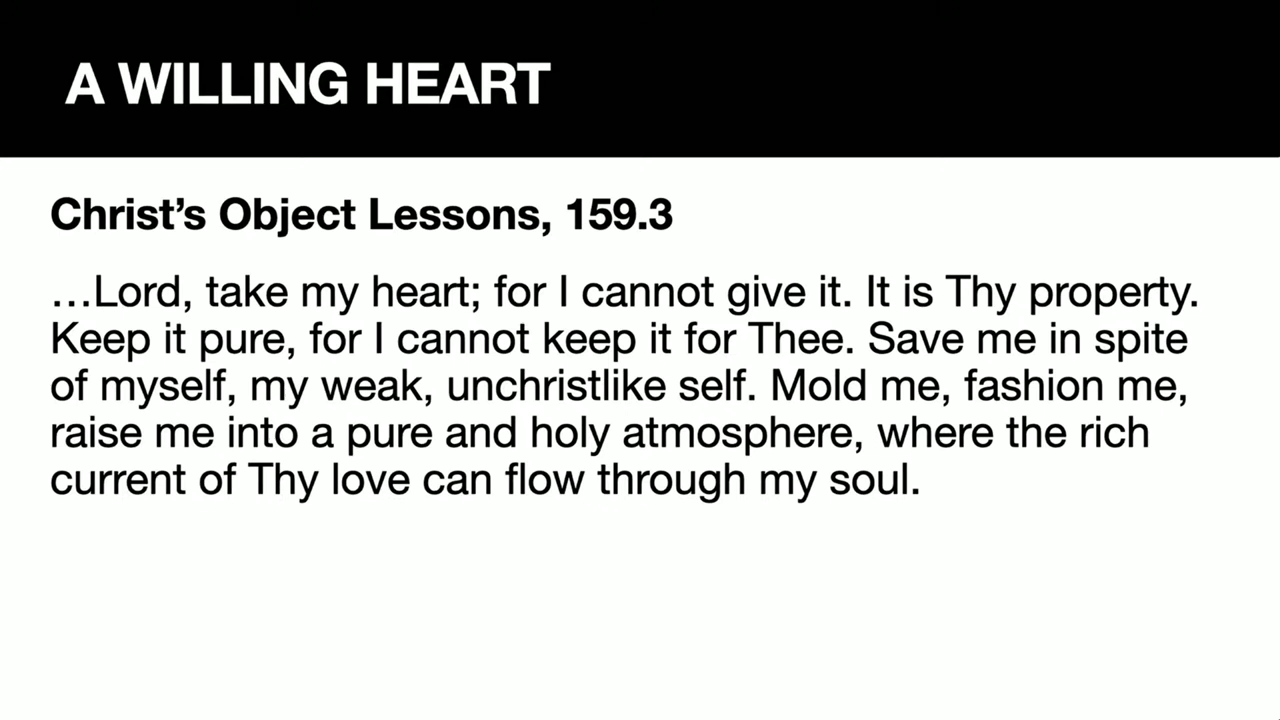 A WILLING HEART
Christ’s Object Lessons, 159.3
…Lord, take my heart; for I cannot give it. It is Thy property.
Keep it pure, for I cannot keep it for Thee. Save me in spite
of myself, my weak, unchristlike self. Mold me, fashion me,
raise me into a pure and holy atmosphere, where the rich
current of Thy love can flow through my soul.